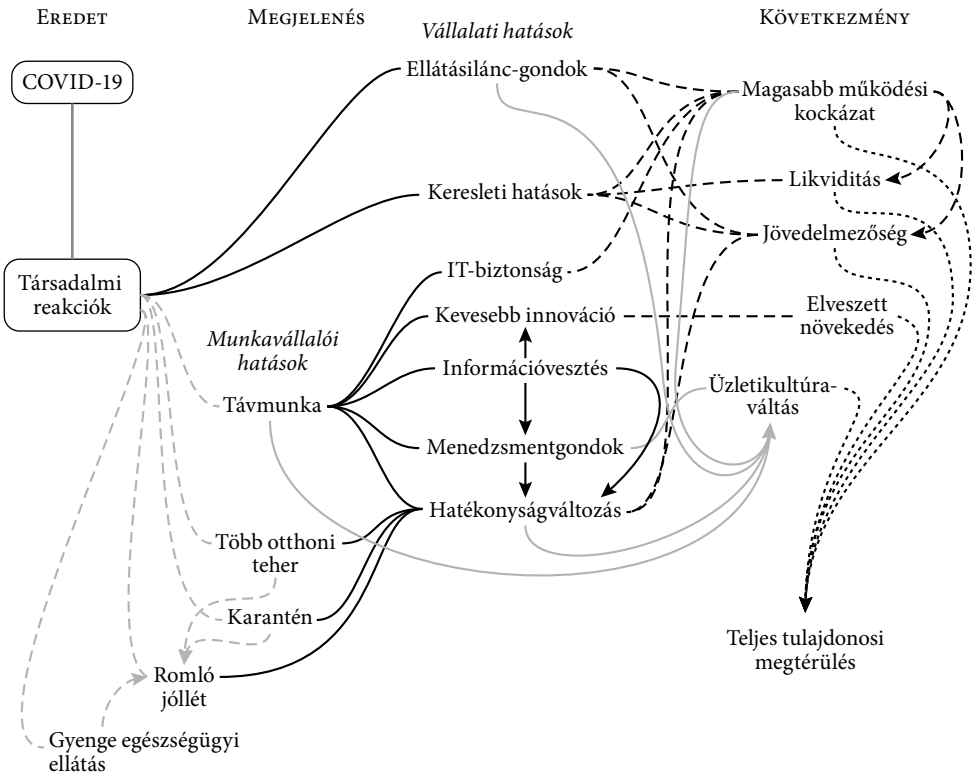 EREDET
MEGJELENÉS
KÖVETKEZMÉNY
Vállalati hatások
COVID-19
Ellátásilánc-gondok
Magasabb működési
kockázat
Keresleti hatások
Likviditás
Jövedelmezőség
Társadalmi
reakciók
IT-biztonság
Kevesebb innováció
Elveszett
növekedés
Munkavállalói
hatások
Információvesztés
Távmunka
Üzletikultúra-
váltás
Menedzsmentgondok
Hatékonyságváltozás
Több otthoni
teher
Karantén
Romló
jóllét
Teljes tulajdonosi
megtérülés
Gyenge egészségügyi
ellátás